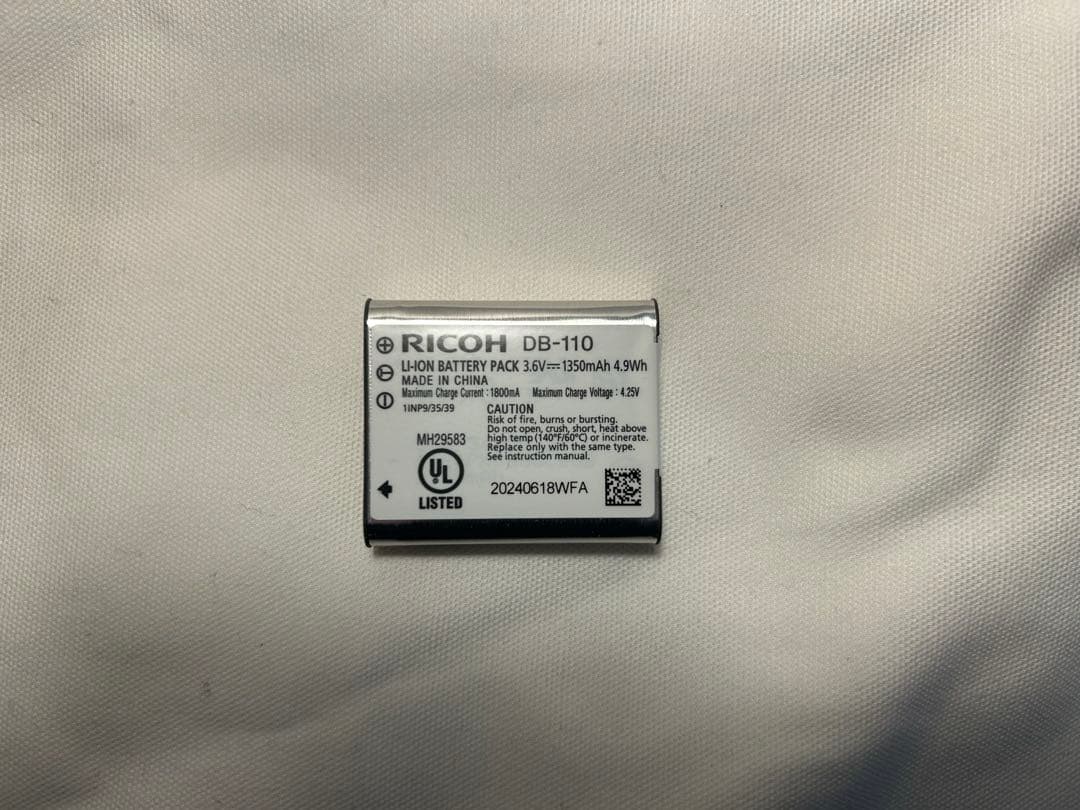 RICOH DB-110
LI-ION BATTERY PACK 3.6V⎓1350mAh 4.9Wh
MADE IN CHINA
Maximum Charge Current : 1800mA Maximum Charge Voltage : 4.25V
1INP9/35/39
CAUTION
Risk of fire, burns or bursting.
Do not open, crush, short, heat above
high temp (140°F/60°C) or incinerate.
Replace only with the same type.
See instruction manual.
MH29583
UL
LISTED
20240618WFA